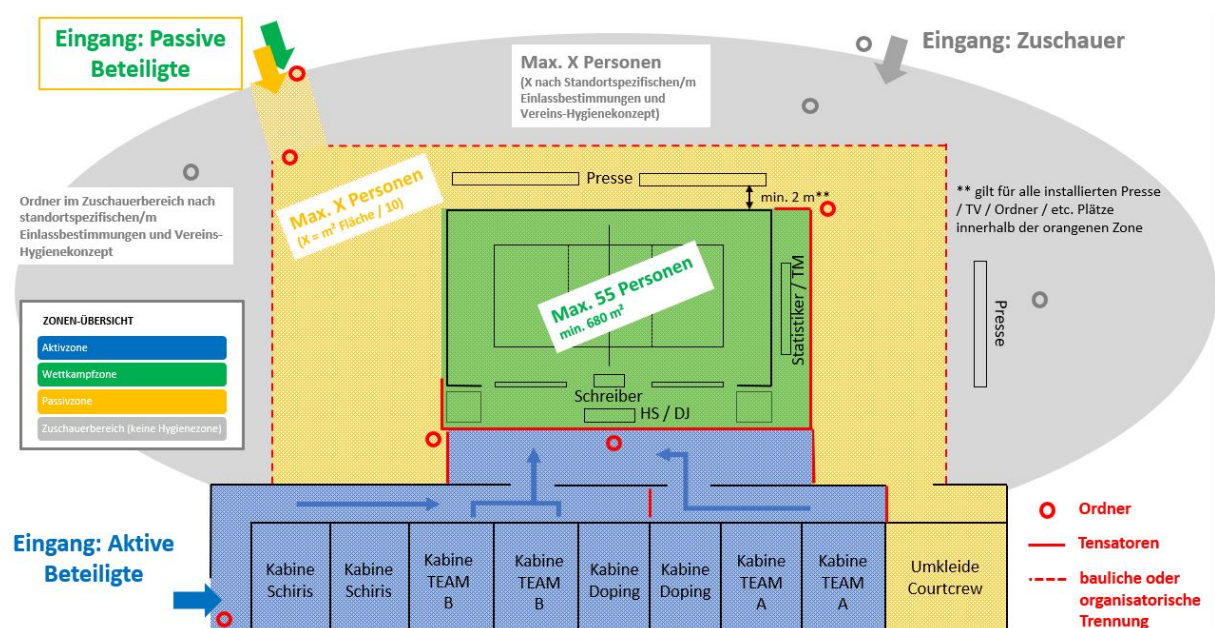 Eingang: Passive
Beteiligte
Max. X Personen
(X nach Standortspezifischen/m
Einlassbestimmungen und
Vereins-Hygienekonzept)
Eingang: Zuschauer
Ordner im Zuschauerbereich nach
standortspezifischen/m
Einlassbestimmungen und Vereins-
Hygienekonzept
Max. X Personen
(X = m² Fläche / 10)
Presse
min. 2 m**
** gilt für alle installierten Presse
/ TV / Ordner / etc. Plätze
innerhalb der orangenen Zone
Max. 55 Personen
min. 680 m²
Statistiker / TM
Presse
Schreiber
HS / DJ
ZONEN-ÜBERSICHT
Aktivzone
Wettkampfzone
Passivzone
Zuschauerbereich (keine Hygienezone)
Eingang: Aktive
Beteiligte
Kabine
Schiris
Kabine
Schiris
Kabine
TEAM
B
Kabine
TEAM
B
Kabine
Doping
Kabine
Doping
Kabine
TEAM
A
Kabine
TEAM
A
Umkleide
Courtcrew
Ordner
Tensatoren
bauliche oder
organisatorische
Trennung